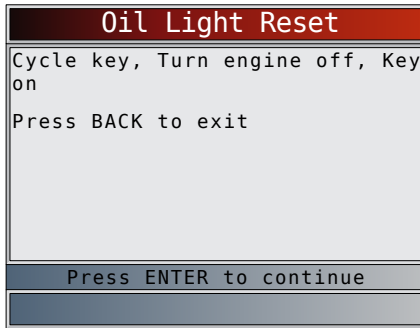 Oil Light Reset
Cycle key, Turn engine off, Key
on
Press BACK to exit
Press ENTER to continue